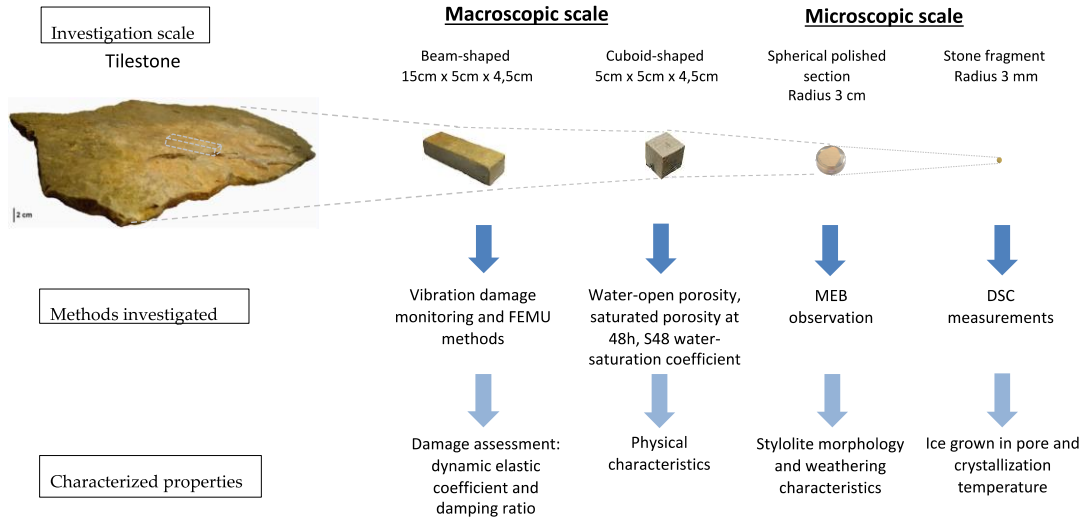 Macroscopic scale
Microscopic scale
Investigation scale
Tilestone
Beam-shaped
15cm x 5cm x 4,5cm
Cuboid-shaped
5cm x 5cm x 4,5cm
Spherical polished
section
Radius 3 cm
Stone fragment
Radius 3 mm
2 cm
Methods investigated
Vibration damage
monitoring and FEMU
methods
Water-open porosity,
saturated porosity at
48h, S48 water-
saturation coefficient
MEB
observation
DSC
measurements
Characterized properties
Damage assessment:
dynamic elastic
coefficient and
damping ratio
Physical
characteristics
Stylolite morphology
and weathering
characteristics
Ice grown in pore and
crystallization
temperature